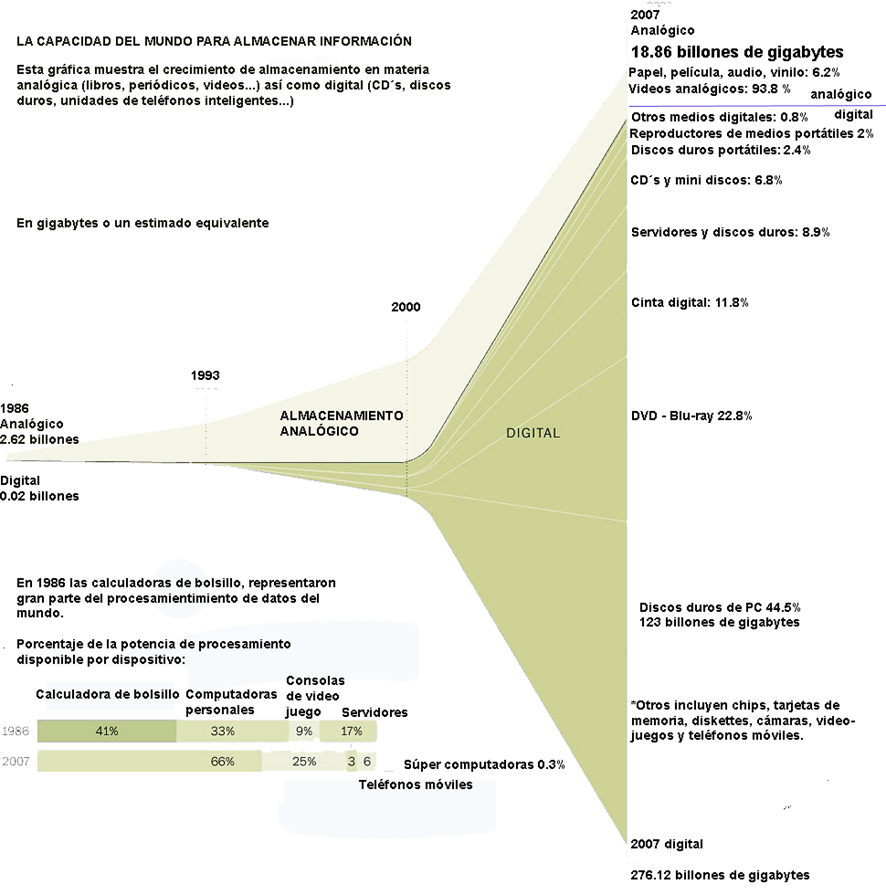 LA CAPACIDAD DEL MUNDO PARA ALMACENAR INFORMACIÓN
Esta gráfica muestra el crecimiento de almacenamiento en materia
analógica (libros, periódicos, videos...) así como digital (CD´s, discos
duros, unidades de teléfonos inteligentes...)
En gigabytes o un estimado equivalente
1986
Analógico
2.62 billones
Digital
0.02 billones
1993
2000
ALMACENAMIENTO
ANALÓGICO
DIGITAL
2007
Analógico
18.86 billones de gigabytes
Papel, película, audio, vinilo: 6.2%
Videos analógicos: 93.8 %
analógico
digital
Otros medios digitales: 0.8%
Reproductores de medios portátiles 2%
Discos duros portátiles: 2.4%
CD´s y mini discos: 6.8%
Servidores y discos duros: 8.9%
Cinta digital: 11.8%
DVD - Blu-ray 22.8%
Discos duros de PC 44.5%
123 billones de gigabytes
*Otros incluyen chips, tarjetas de
memoria, diskettes, cámaras, video-
juegos y teléfonos móviles.
2007 digital
276.12 billones de gigabytes
En 1986 las calculadoras de bolsillo, representaron
gran parte del procesamientimiento de datos del
mundo.
Porcentaje de la potencia de procesamiento
disponible por dispositivo:
Calculadora de bolsillo
Computadoras
personales
Consolas
de video
juego
Servidores
1986 41% 33% 9% 17%
2007 66% 25% 3 6
Súper computadoras 0.3%
Teléfonos móviles